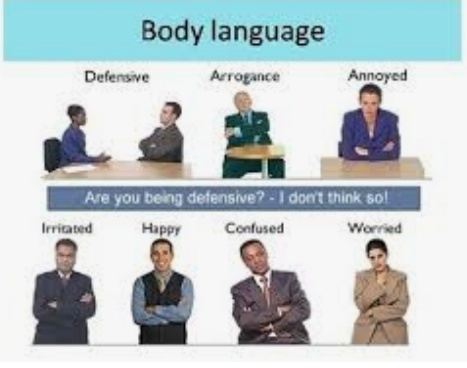 Body language
Defensive Arrogance Annoyed
Are you being defensive? - I don't think so!
Irritated Happy Confused Worried